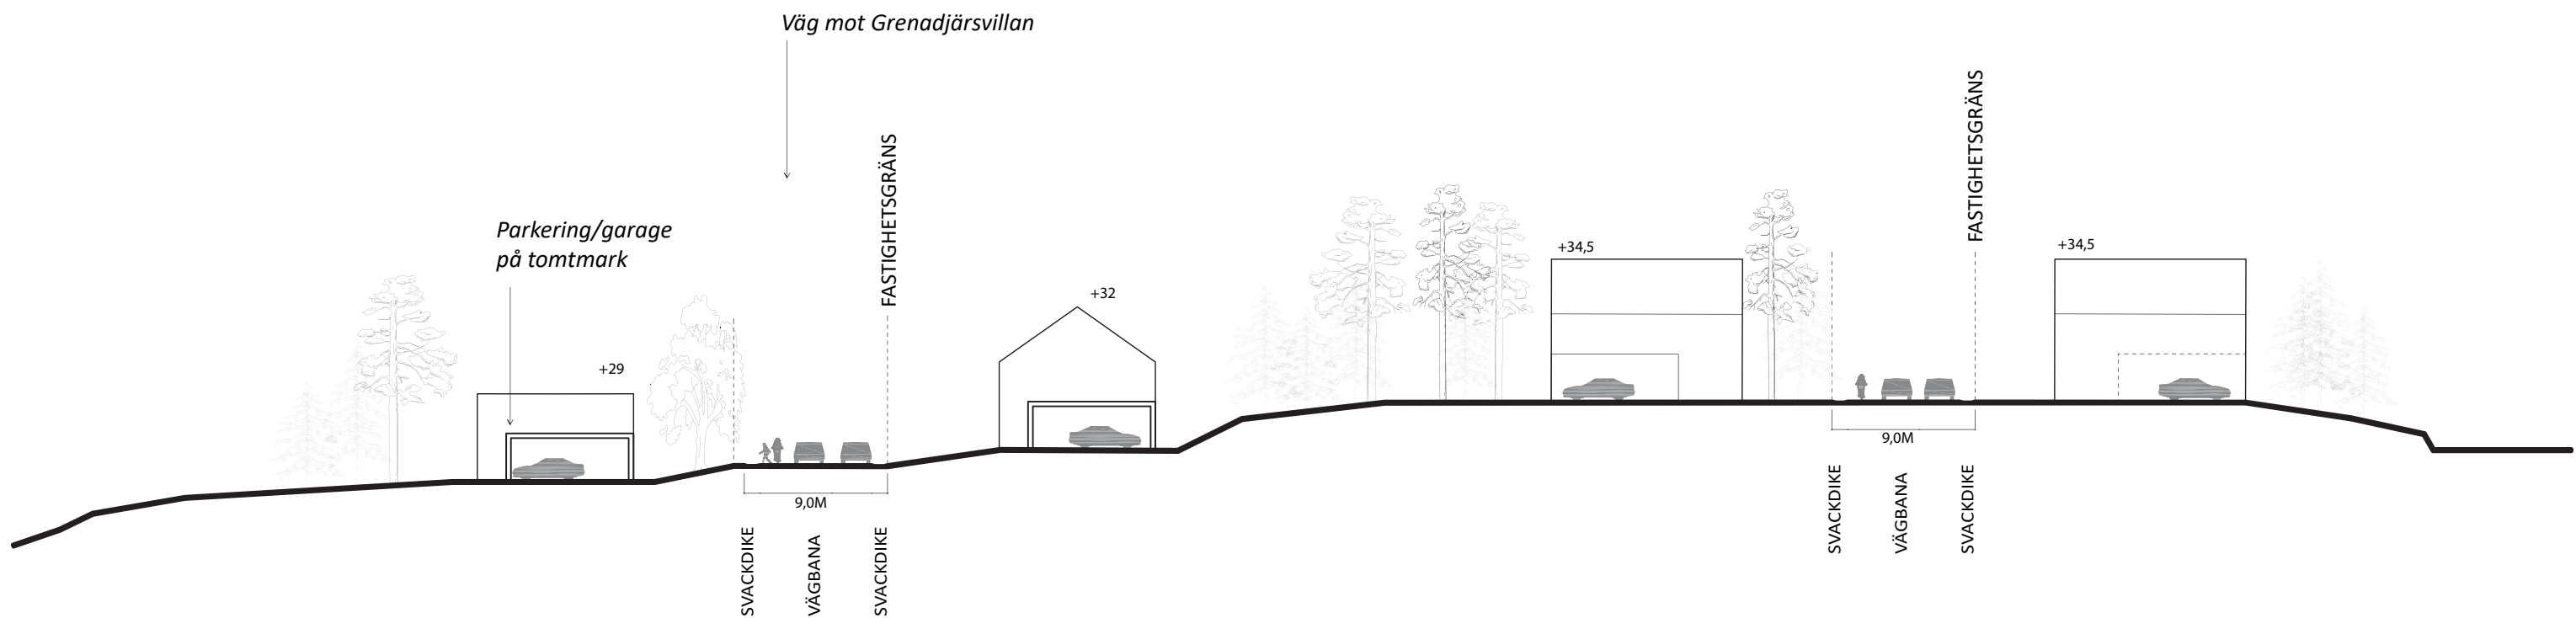 Väg mot Grenadjärsvillan
FASTIGHETSGRÄNS
FASTIGHETSGRÄNS
Parkering/garage
på tomtmark
+34,5
+34,5
+32
+29
9,0M
9,0M
SVACKDIKE
VÄGBANA
SVACKDIKE
SVACKDIKE
VÄGBANA
SVACKDIKE